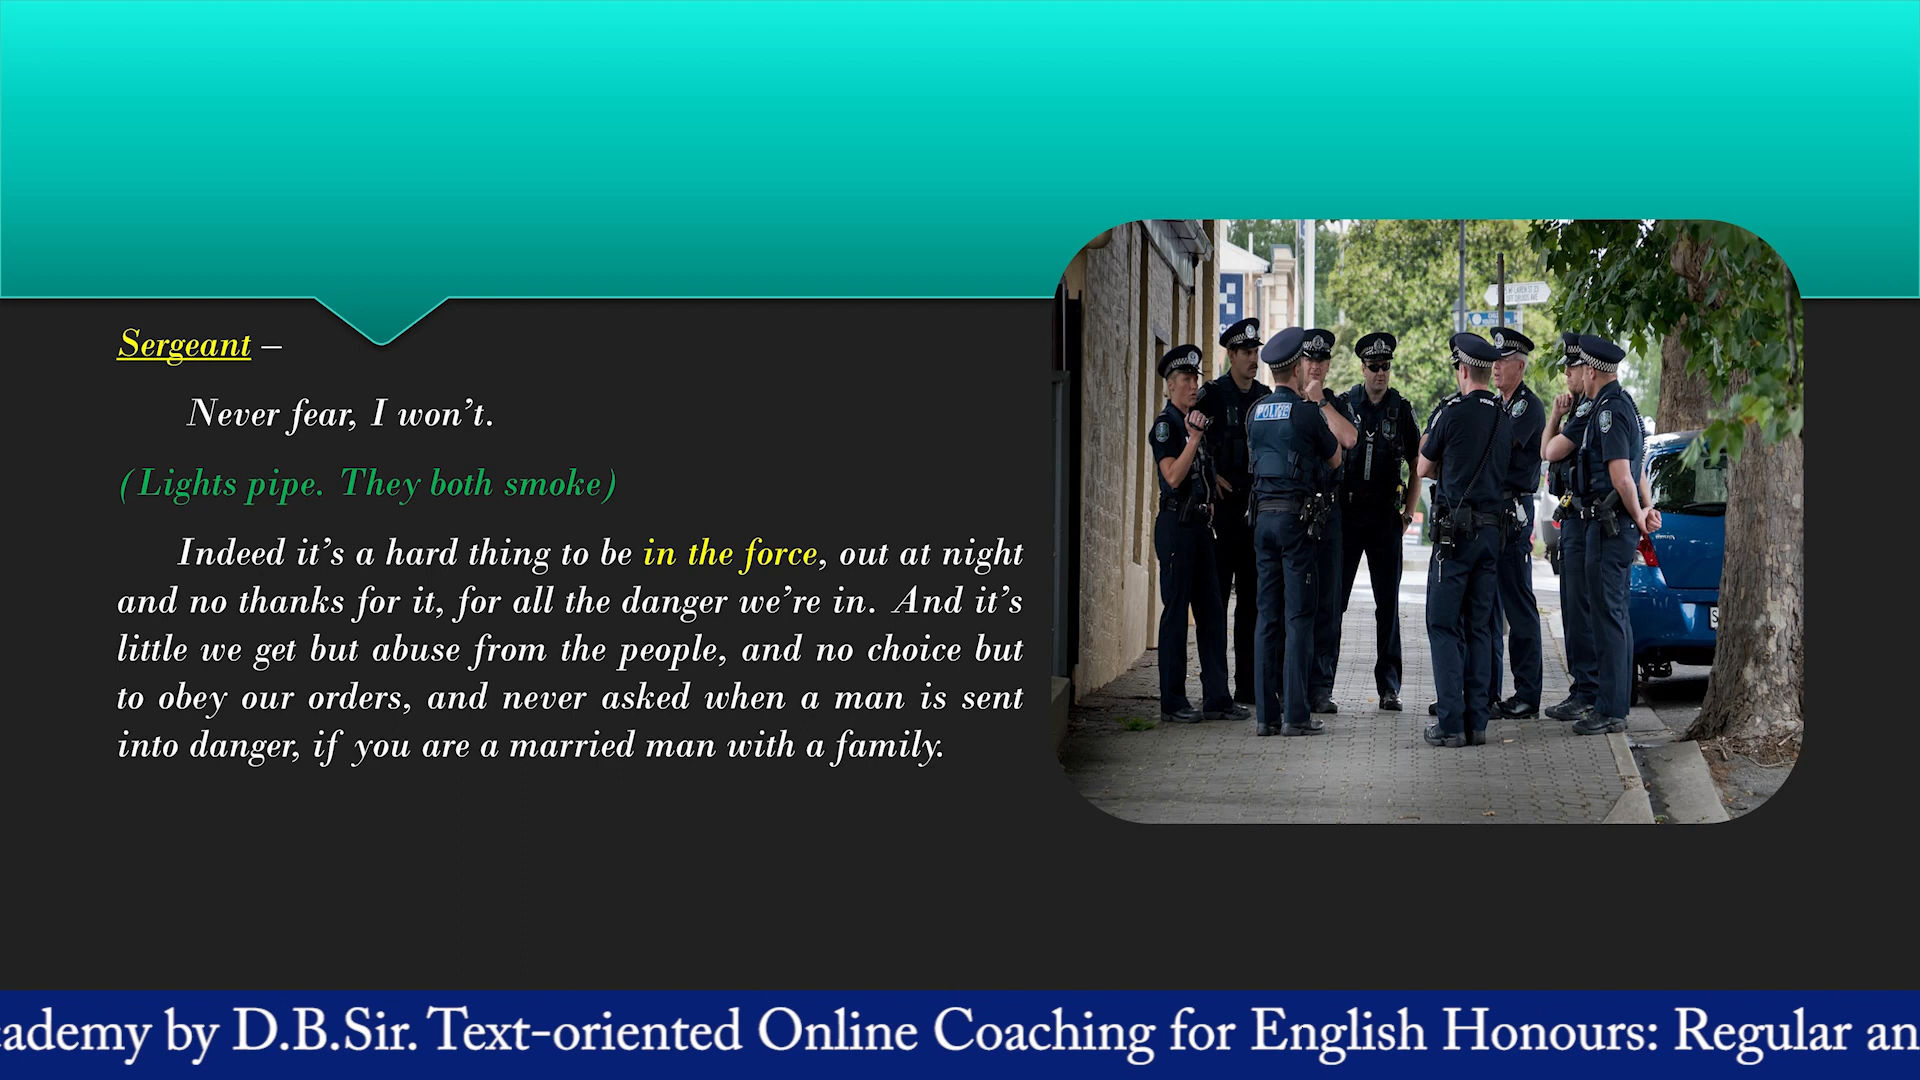 Sergeant –
Never fear, I won’t.
(Lights pipe. They both smoke)
Indeed it’s a hard thing to be in the force, out at night
and no thanks for it, for all the danger we’re in. And it’s
little we get but abuse from the people, and no choice but
to obey our orders, and never asked when a man is sent
into danger, if you are a married man with a family.
POLICE
cademy by D.B.Sir. Text-oriented Online Coaching for English Honours: Regular an